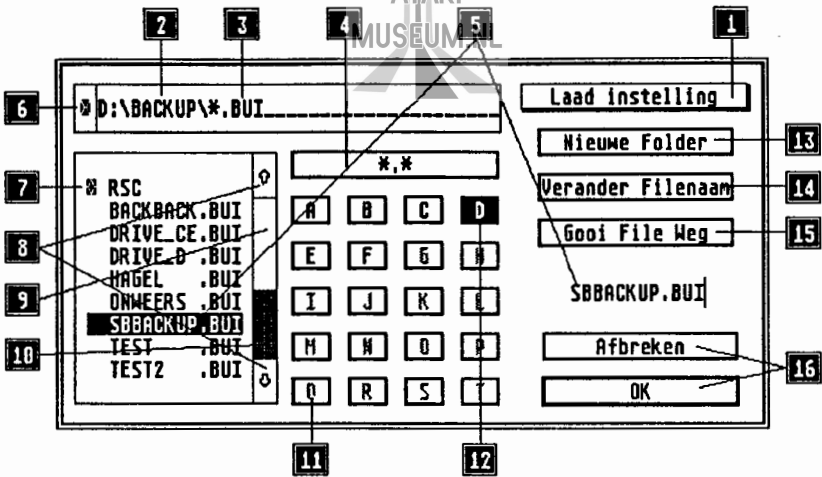 ATARI
MUSEUM.NL
2 3 4 5 1
6 D:\BACKUP\*.BUI
Laad instelling
Nieuwe Folder 13
*.*
Verander Filenaam 14
Gooi File Weg 15
7 RSC
BACKBACK.BUI
8 DRIVE_CE.BUI
DRIVE_D .BUI
9 HAGEL .BUI
ONWEERS .BUI
SBBACKUP.BUI
10 TEST .BUI
TEST2 .BUI
A B C D
E F G H
I J K L
M N O P
Q R S T
SBBACKUP.BUI
Afbreken
16
OK
11 12